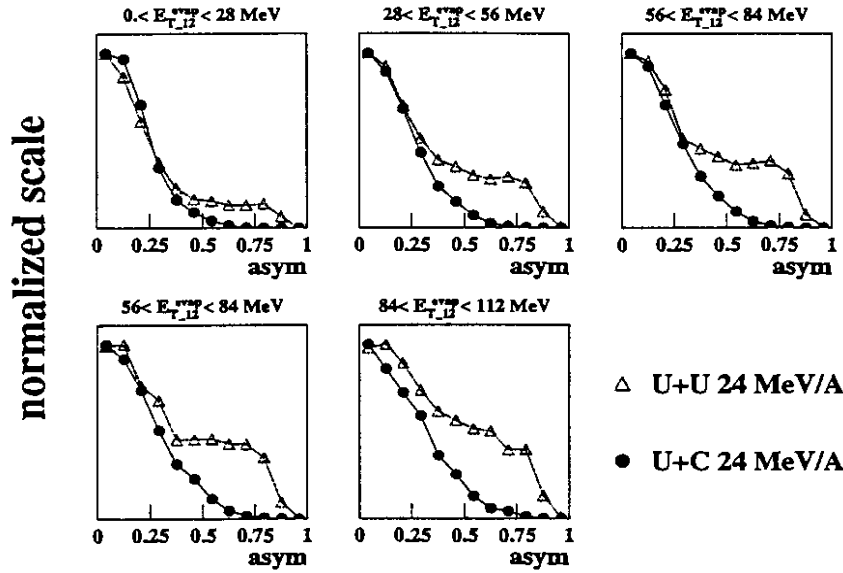 0.< E_T_12^evap < 28 MeV
28< E_T_12^evap < 56 MeV
56< E_T_12^evap < 84 MeV
normalized scale
0 0.25 0.5 0.75 1
asym
0 0.25 0.5 0.75 1
asym
0 0.25 0.5 0.75 1
asym
56< E_T_12^evap < 84 MeV
84< E_T_12^evap < 112 MeV
△ U+U 24 MeV/A
● U+C 24 MeV/A
0 0.25 0.5 0.75 1
asym
0 0.25 0.5 0.75 1
asym